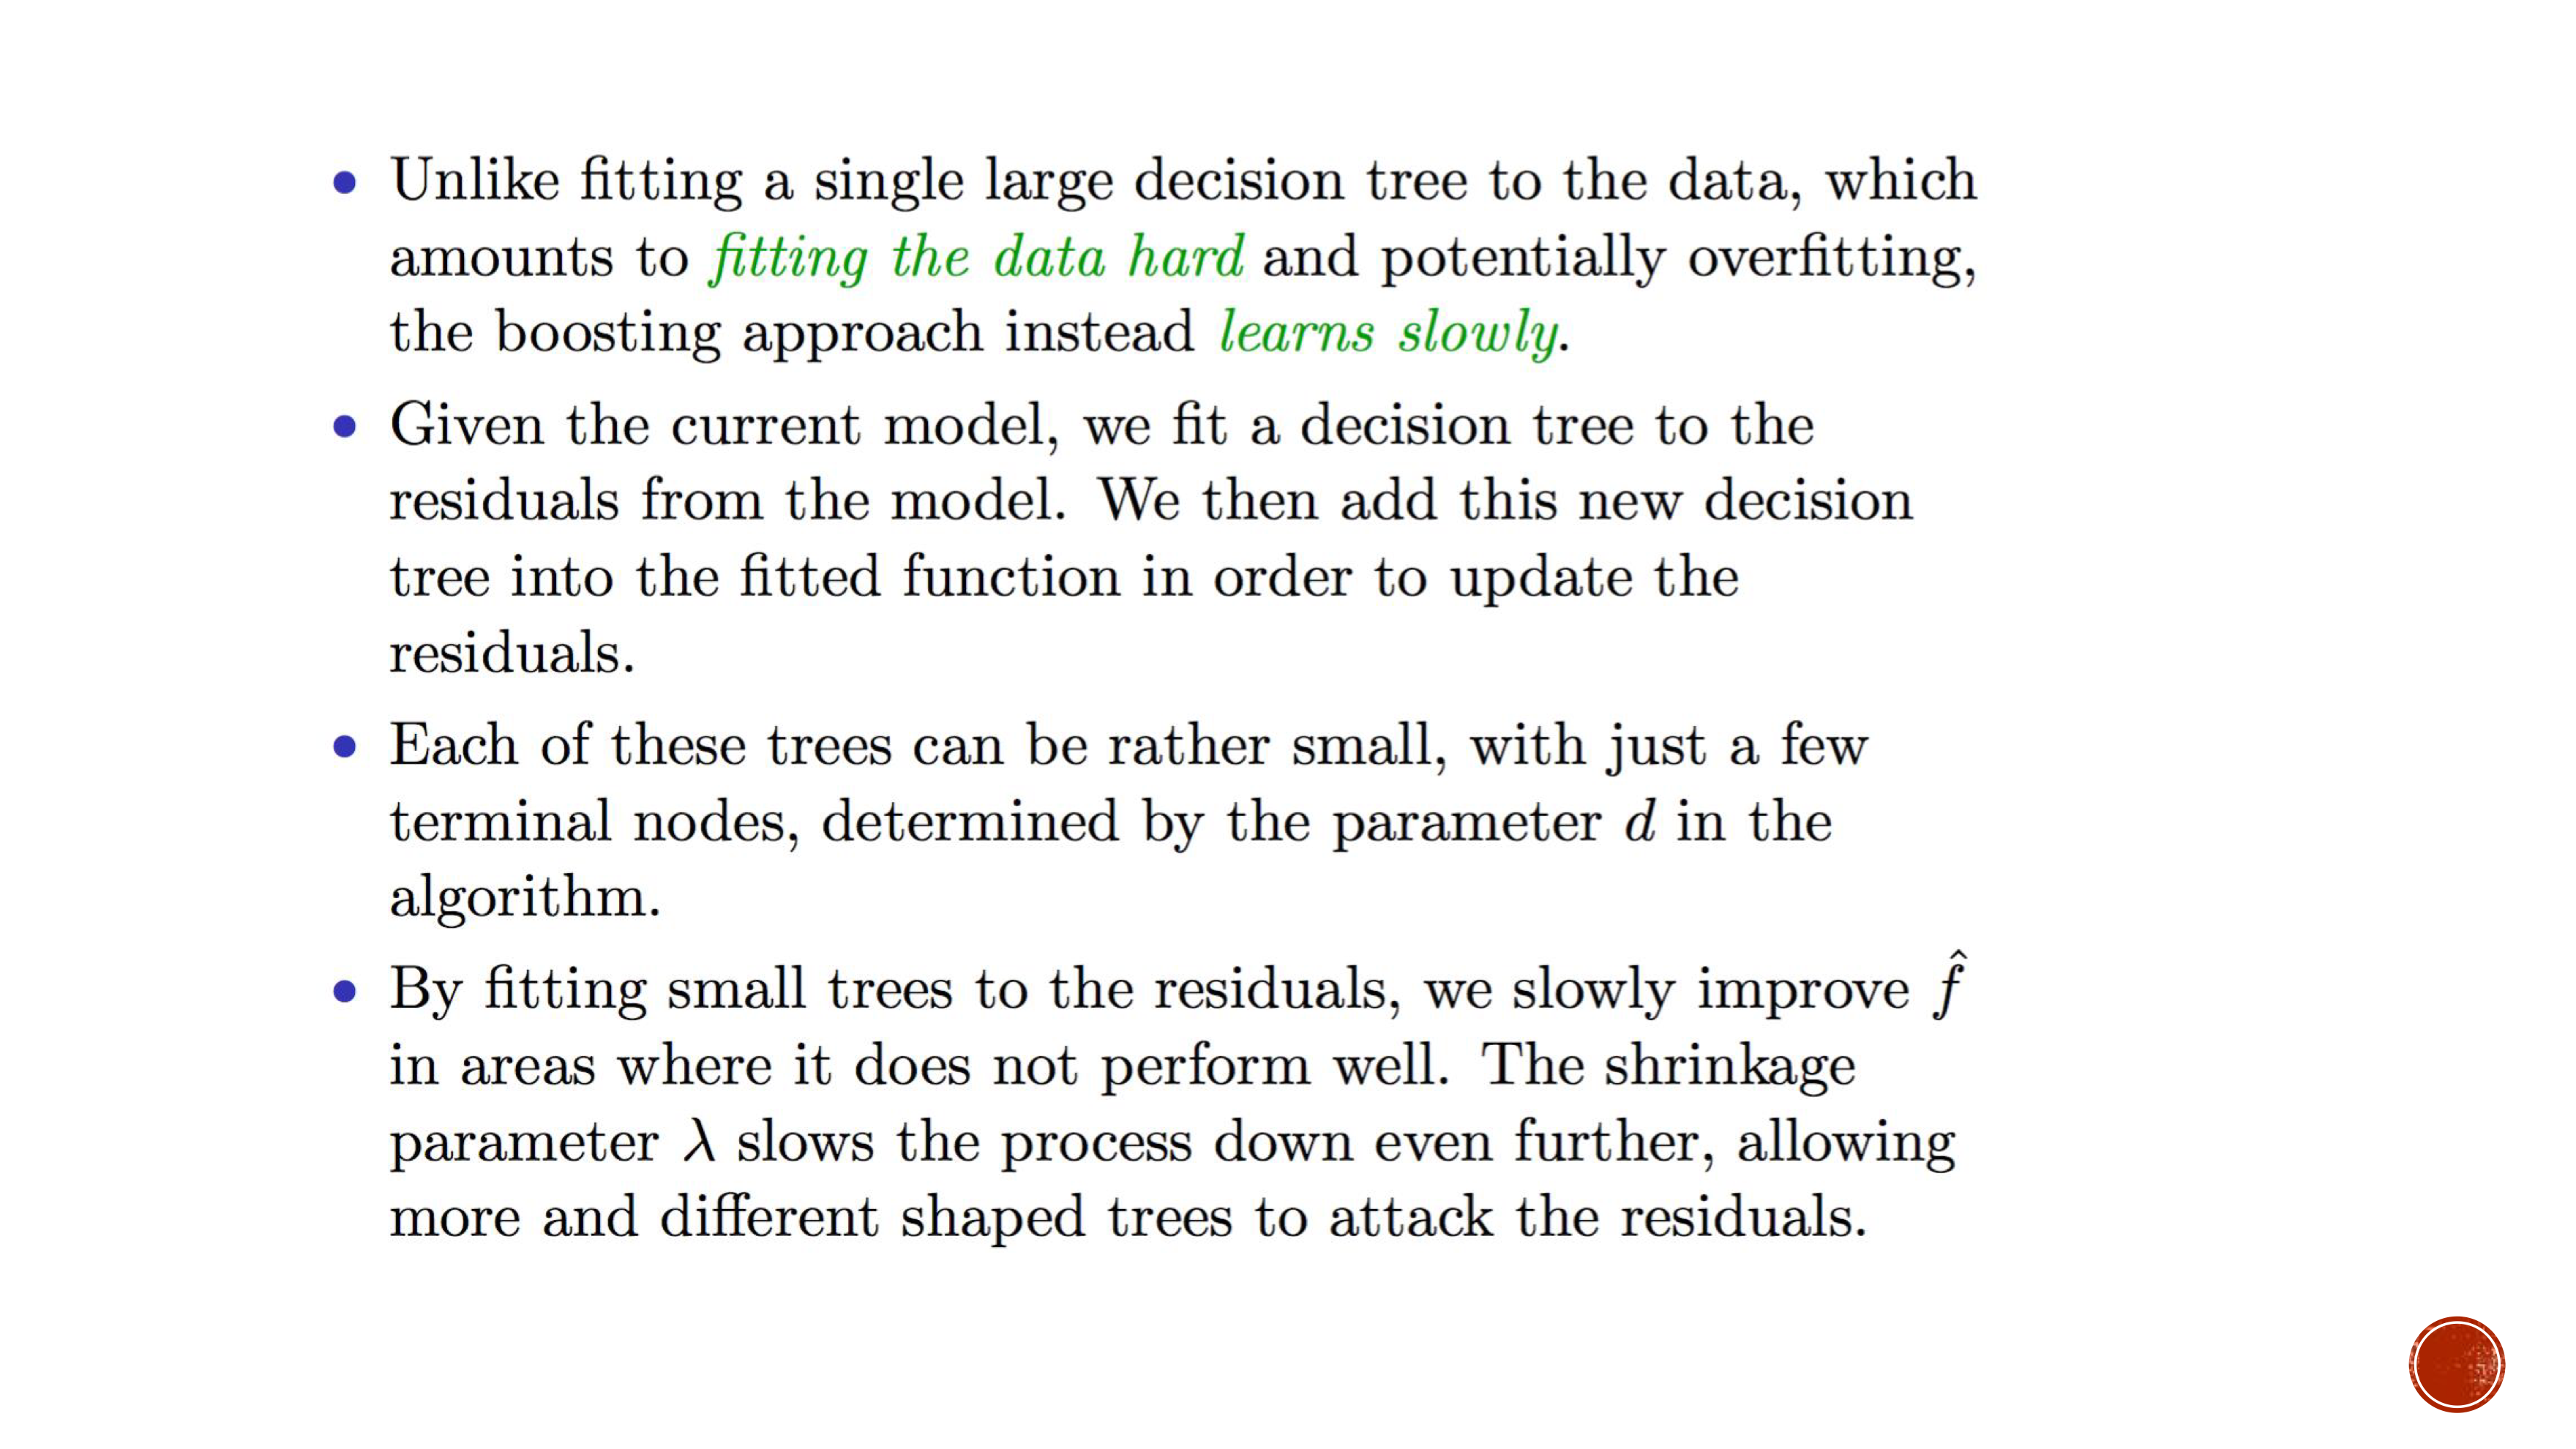 • Unlike fitting a single large decision tree to the data, which
amounts to fitting the data hard and potentially overfitting,
the boosting approach instead learns slowly.
• Given the current model, we fit a decision tree to the
residuals from the model. We then add this new decision
tree into the fitted function in order to update the
residuals.
• Each of these trees can be rather small, with just a few
terminal nodes, determined by the parameter d in the
algorithm.
• By fitting small trees to the residuals, we slowly improve f̂
in areas where it does not perform well. The shrinkage
parameter λ slows the process down even further, allowing
more and different shaped trees to attack the residuals.